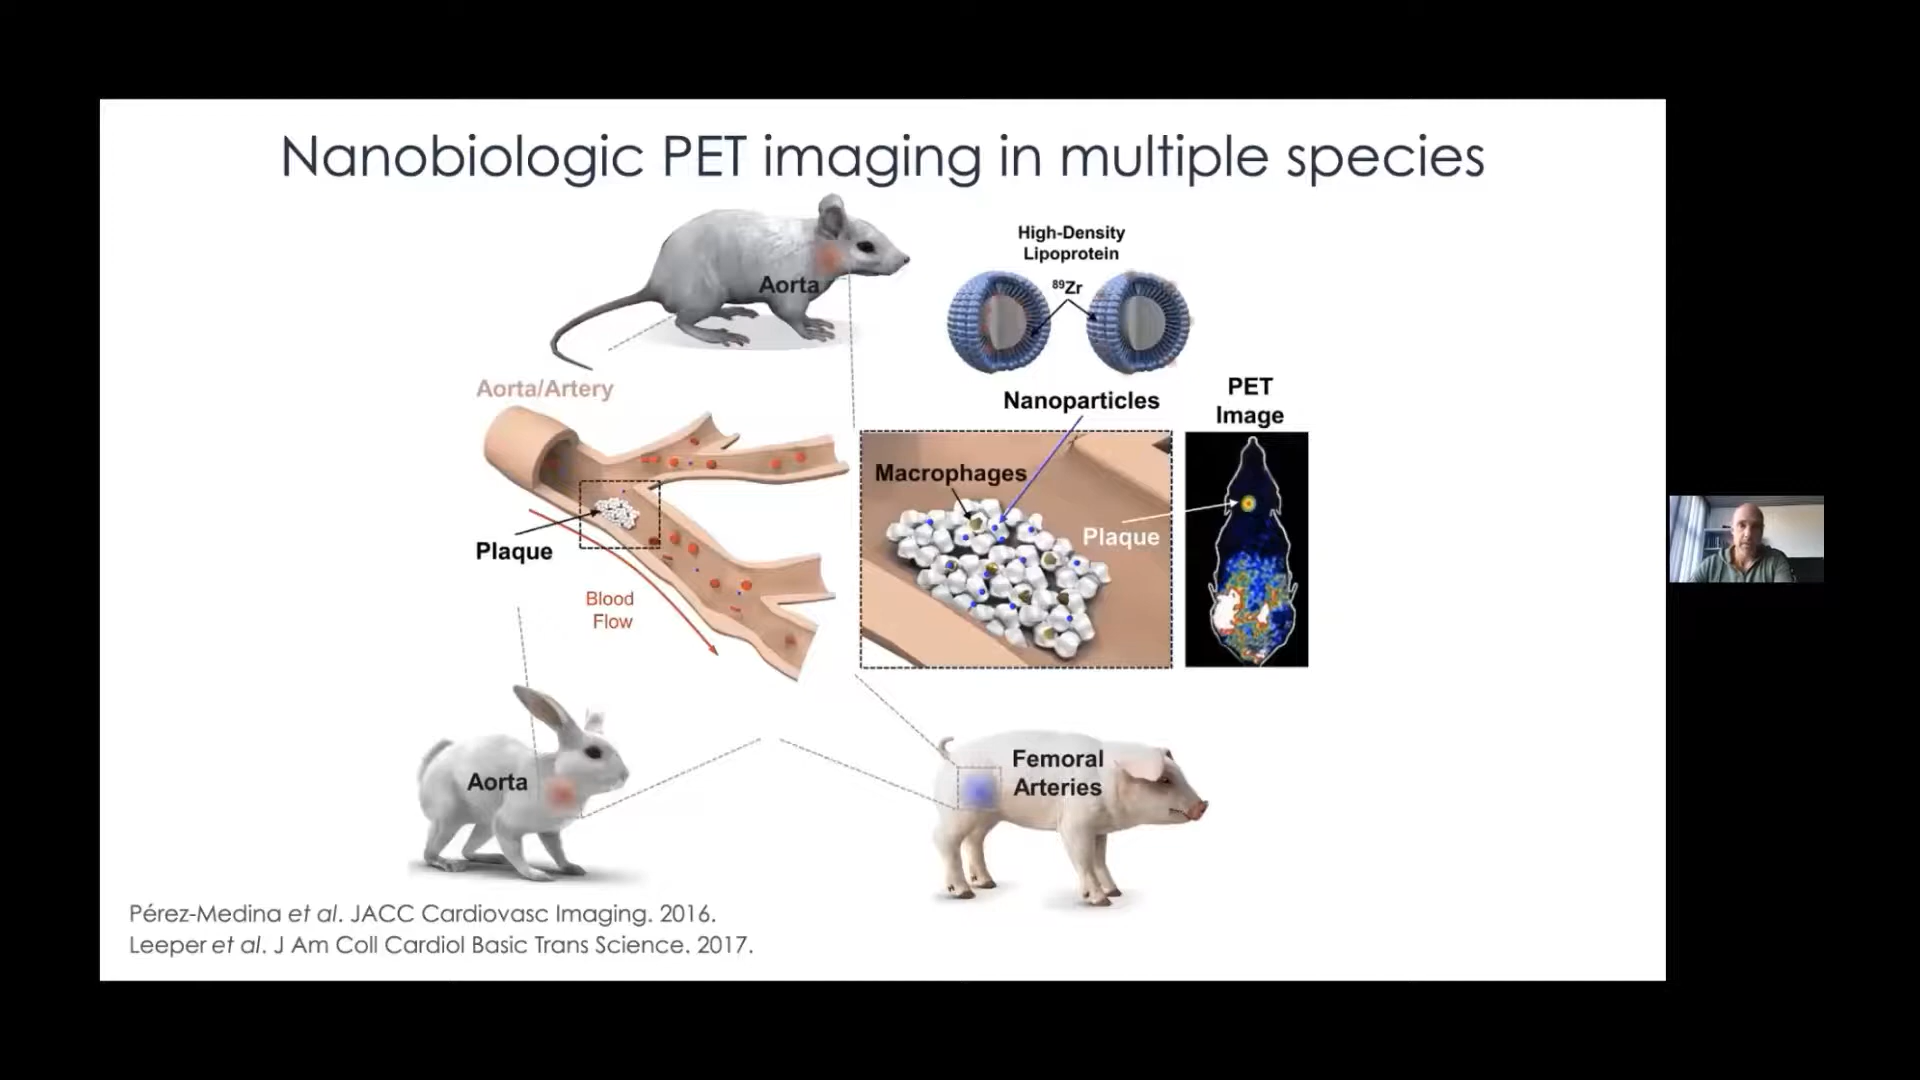 Nanobiologic PET imaging in multiple species
Aorta
High-Density
Lipoprotein
⁸⁹Zr
Nanoparticles
PET
Image
Aorta/Artery
Macrophages
Plaque
Plaque
Blood
Flow
Aorta
Femoral
Arteries
Pérez-Medina et al. JACC Cardiovasc Imaging. 2016.
Leeper et al. J Am Coll Cardiol Basic Trans Science. 2017.